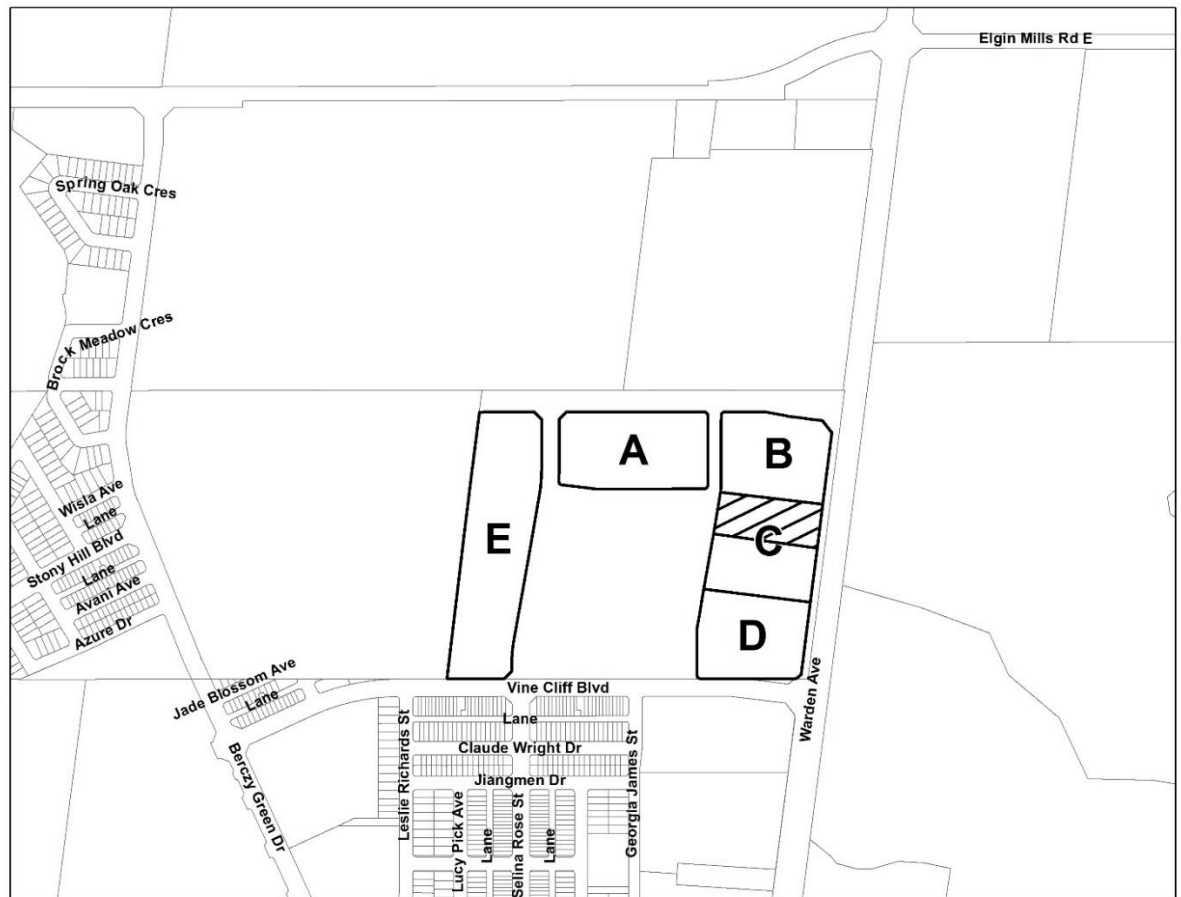 Elgin Mills Rd E
Spring Oak Cres
Brock Meadow Cres
A
B
C
E
D
Wisla Ave
Lane
Stony Hill Blvd
Lane
Avani Ave
Azure Dr
Jade Blossom Ave
Lane
Vine Cliff Blvd
Lane
Claude Wright Dr
Jiangmen Dr
Warden Ave
Berczy Green Dr
Leslie Richards St
Lucy Pick Ave
Lane
Selina Rose St
Lane
Georgia James St